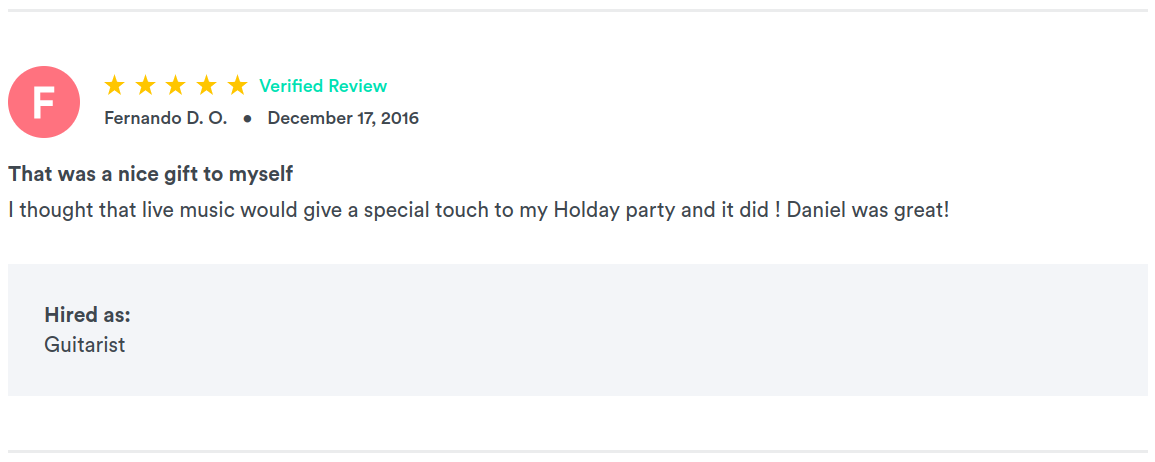 F
★ ★ ★ ★ ★ Verified Review
Fernando D. O. ● December 17, 2016
That was a nice gift to myself
I thought that live music would give a special touch to my Holday party and it did ! Daniel was great!
Hired as:
Guitarist